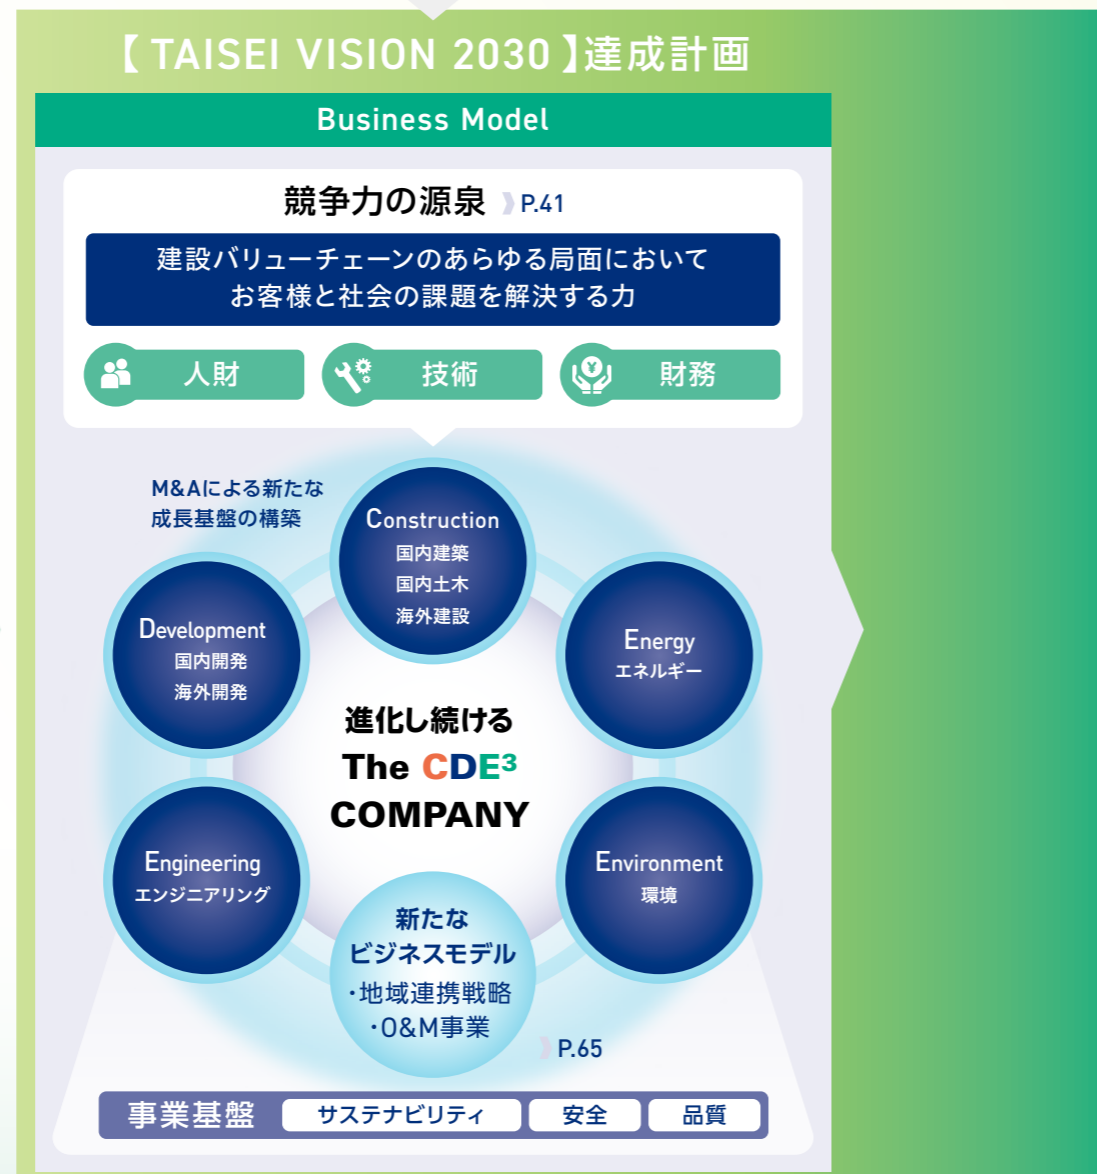 【 TAISEI VISION 2030 】達成計画
Business Model
競争力の源泉 P.41
建設バリューチェーンのあらゆる局面において
お客様と社会の課題を解決する力
人財
技術
財務
M&Aによる新たな
成長基盤の構築
Construction
国内建築
国内土木
海外建設
Development
国内開発
海外開発
Energy
エネルギー
進化し続ける
The CDE³
COMPANY
Engineering
エンジニアリング
Environment
環境
新たな
ビジネスモデル
・地域連携戦略
・O&M事業
P.65
事業基盤 サステナビリティ 安全 品質